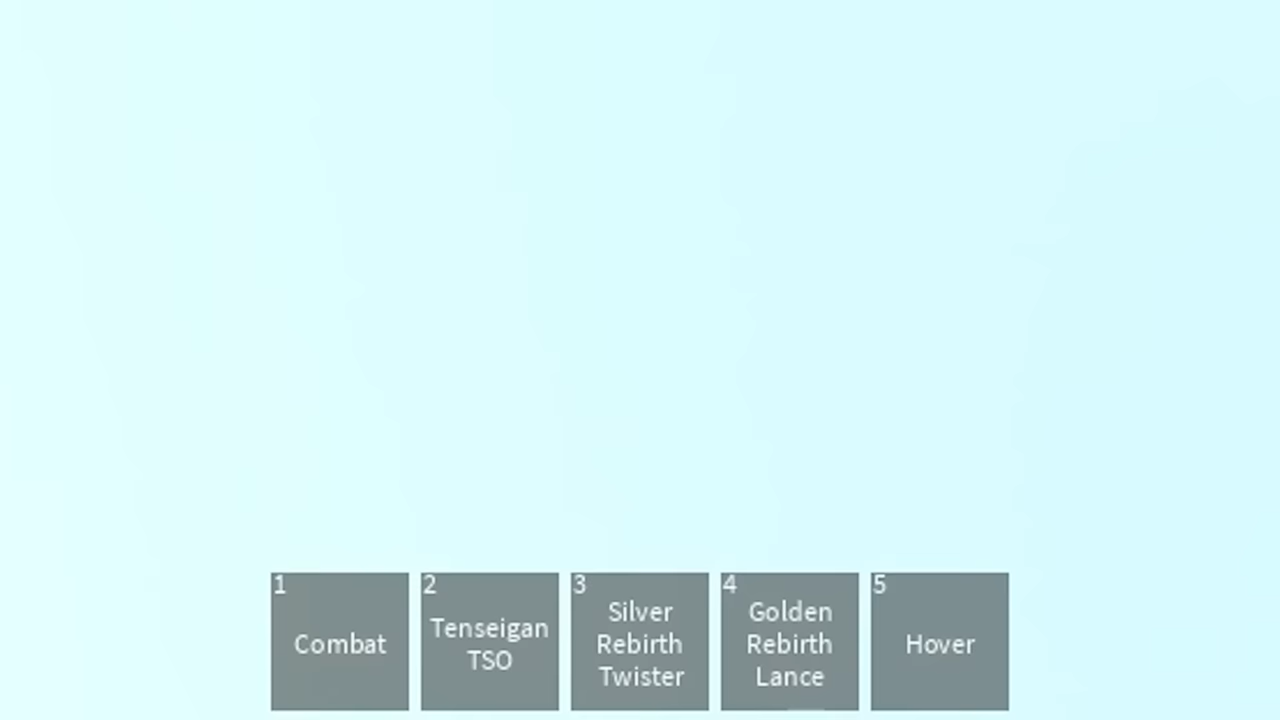 1
Combat
2
Tenseigan
TSO
3
Silver
Rebirth
Twister
4
Golden
Rebirth
Lance
5
Hover